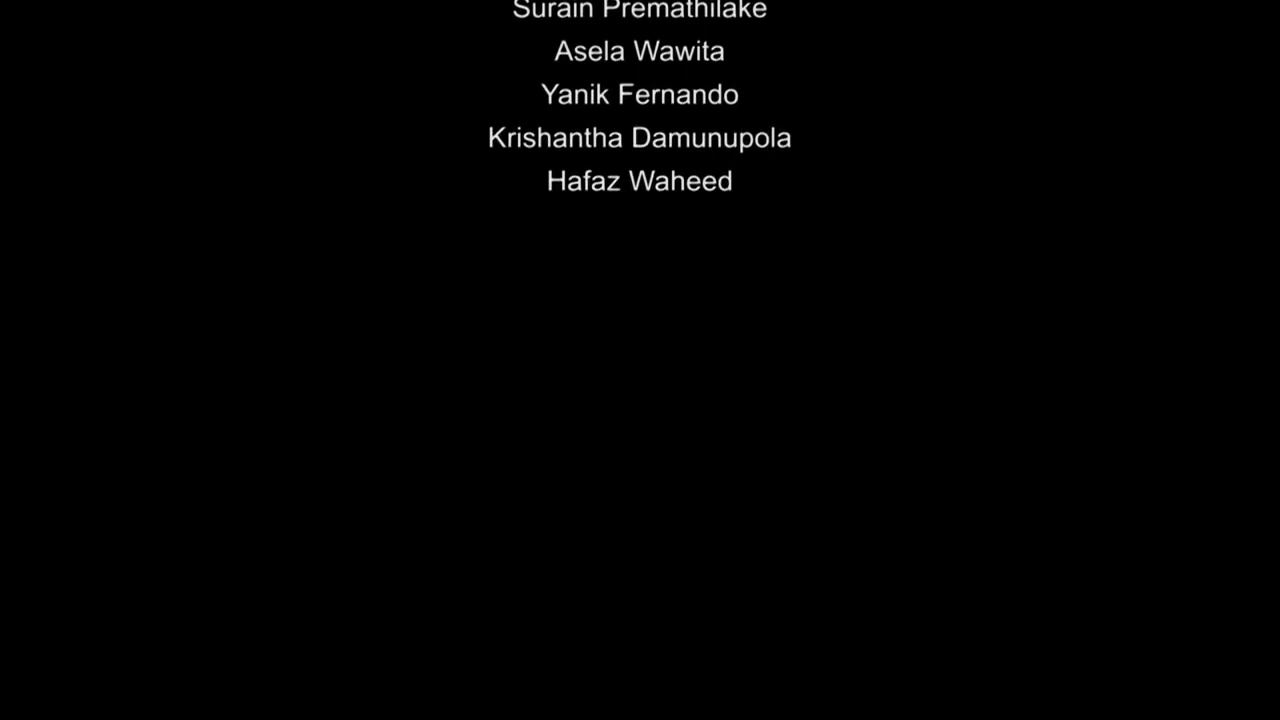 Surain Premathilake
Asela Wawita
Yanik Fernando
Krishantha Damunupola
Hafaz Waheed